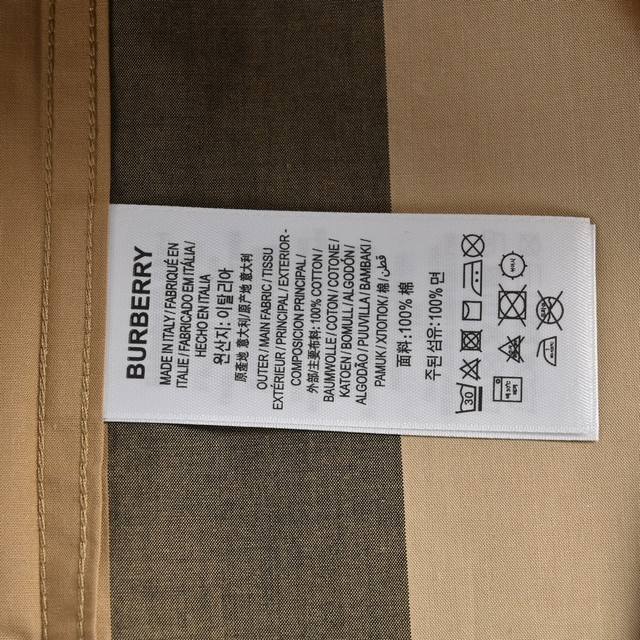 BURBERRY
MADE IN ITALY / FABRIQUÉ EN
ITALIE / FABRICADO EM ITÁLIA /
HECHO EN ITALIA
원산지: 이탈리아
原産地 意大利/原产地 意大利
OUTER / MAIN FABRIC / TISSU
EXTÉRIEUR / PRINCIPAL / EXTERIOR -
COMPOSICION PRINCIPAL /
外部/主要布料: 100% COTTON /
BAUMWOLLE / COTON / COTONE /
KATOEN / BOMULL / ALGODÓN /
ALGODÃO / PUUVILLA / BAMBAKI /
PAMUK / ХЛОПОК / 棉 / قطن
面料: 100% 棉
주된 섬유: 100% 면
30